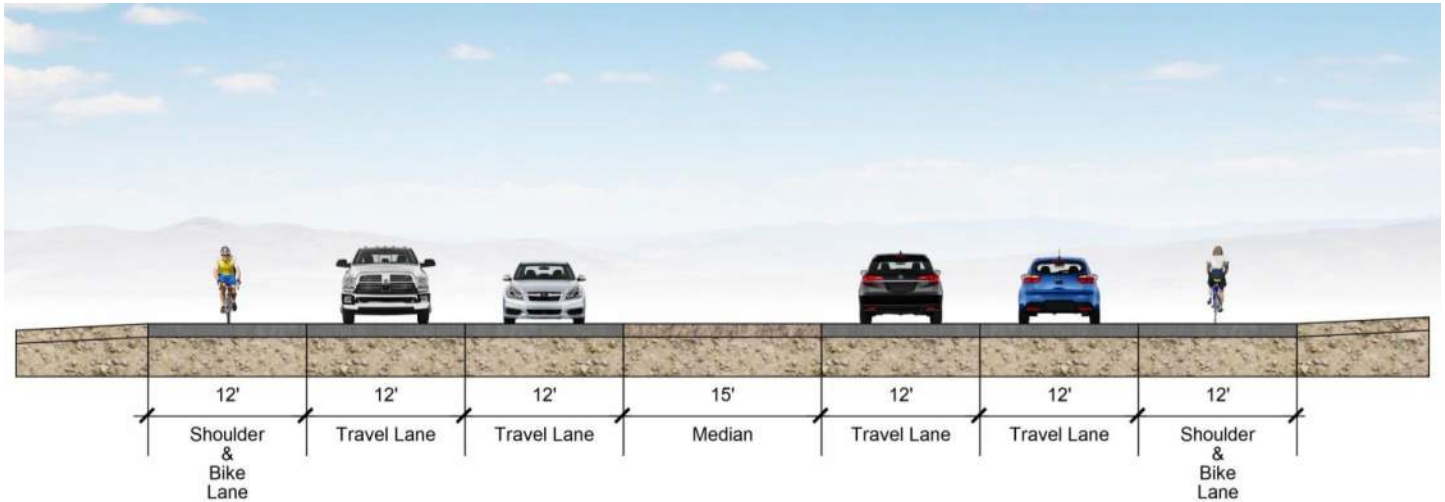 12' 12' 12' 15' 12' 12' 12'
Shoulder Travel Lane Travel Lane Median Travel Lane Travel Lane Shoulder
& &
Bike Bike
Lane Lane